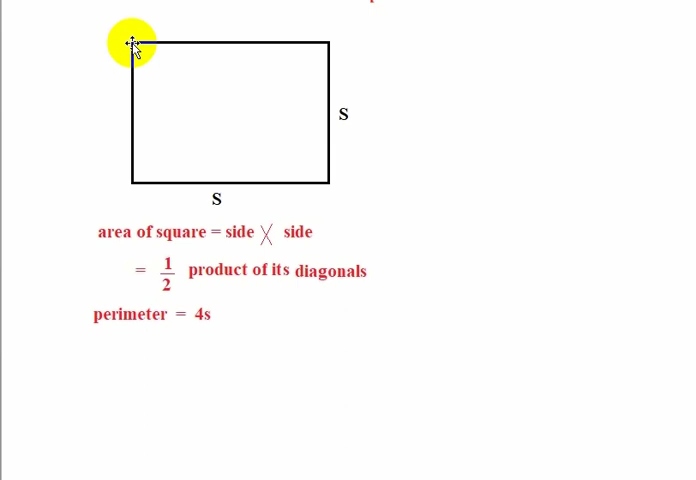 S
S
area of square = side X side
= 1/2 product of its diagonals
perimeter = 4s